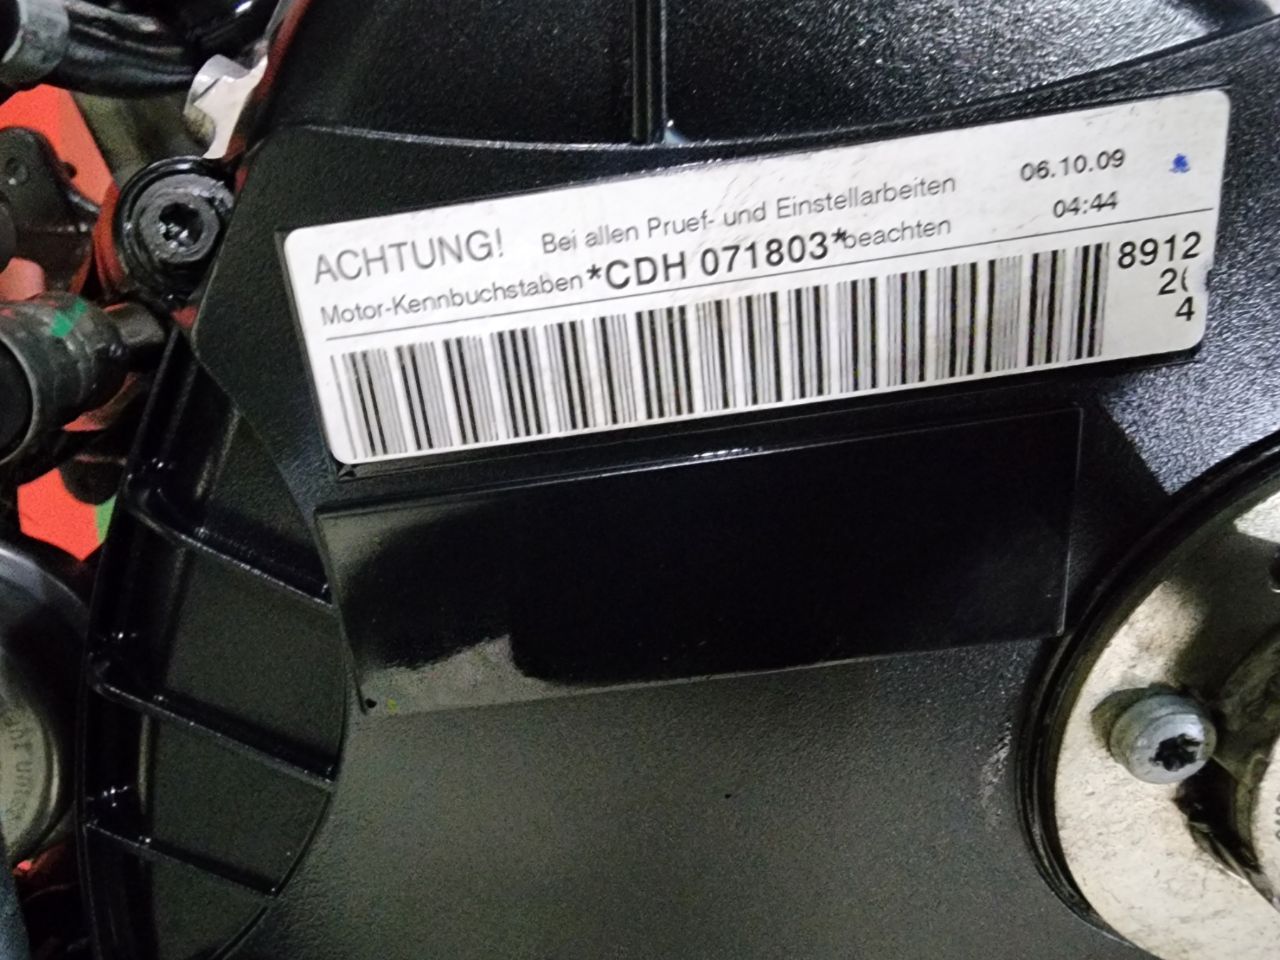 ACHTUNG! Bei allen Pruef- und Einstellarbeiten 06.10.09
Motor-Kennbuchstaben *CDH 071803* beachten 04:44
8912
4